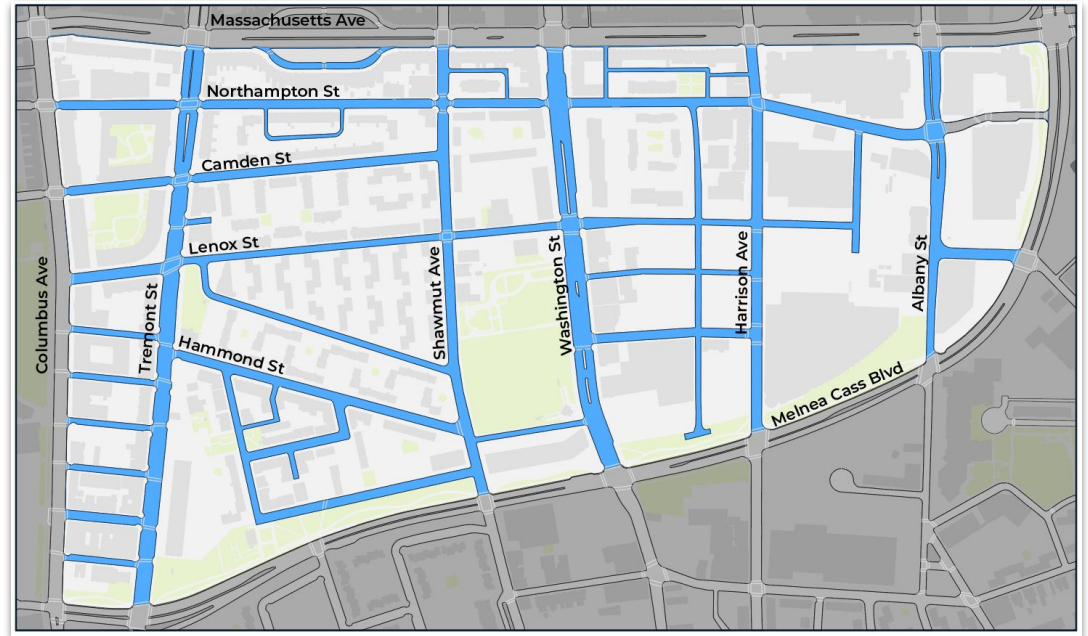 Massachusetts Ave
Northampton St
Camden St
Lenox St
Hammond St
Columbus Ave
Tremont St
Shawmut Ave
Washington St
Harrison Ave
Albany St
Melnea Cass Blvd